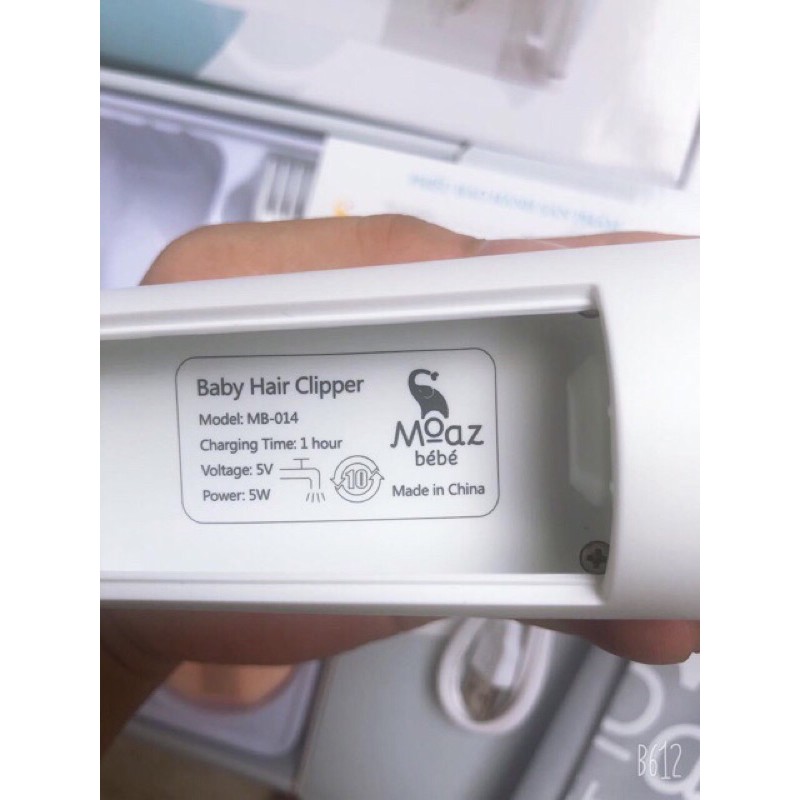 Baby Hair Clipper
Model: MB-014
Charging Time: 1 hour
Voltage: 5V
Power: 5W
10
Moaz
bébé
Made in China
B612